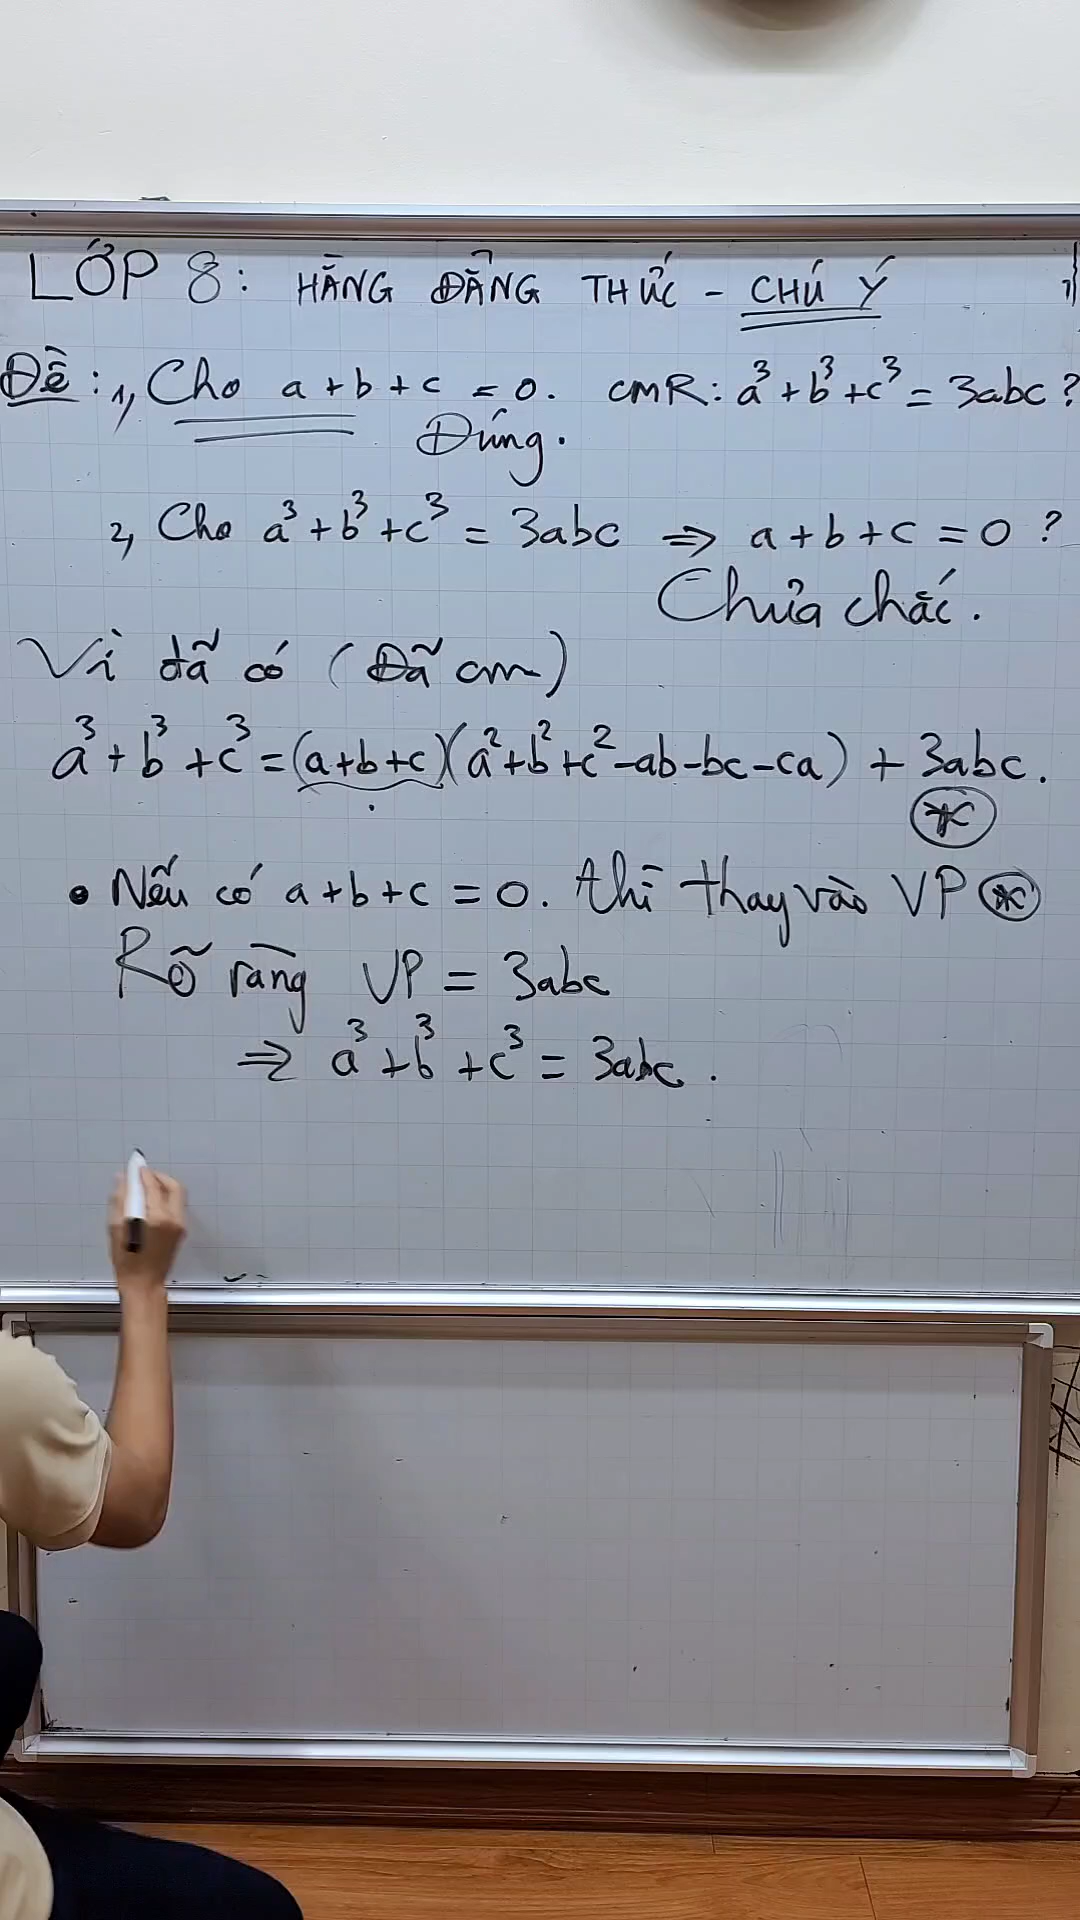 LỚP 8: HẰNG ĐẲNG THỨC - CHÚ Ý
Đề: 1, Cho a + b + c = 0. CMR: a³ + b³ + c³ = 3abc ?
Đúng.
2, Cho a³ + b³ + c³ = 3abc ⇒ a + b + c = 0 ?
Chưa chắc.
Vì đã có (Đã cm)
a³ + b³ + c³ = (a+b+c)(a² + b² + c² - ab - bc - ca) + 3abc.
(*)
• Nếu có a + b + c = 0. thì thay vào VP (*)
Rõ ràng VP = 3abc
⇒ a³ + b³ + c³ = 3abc.